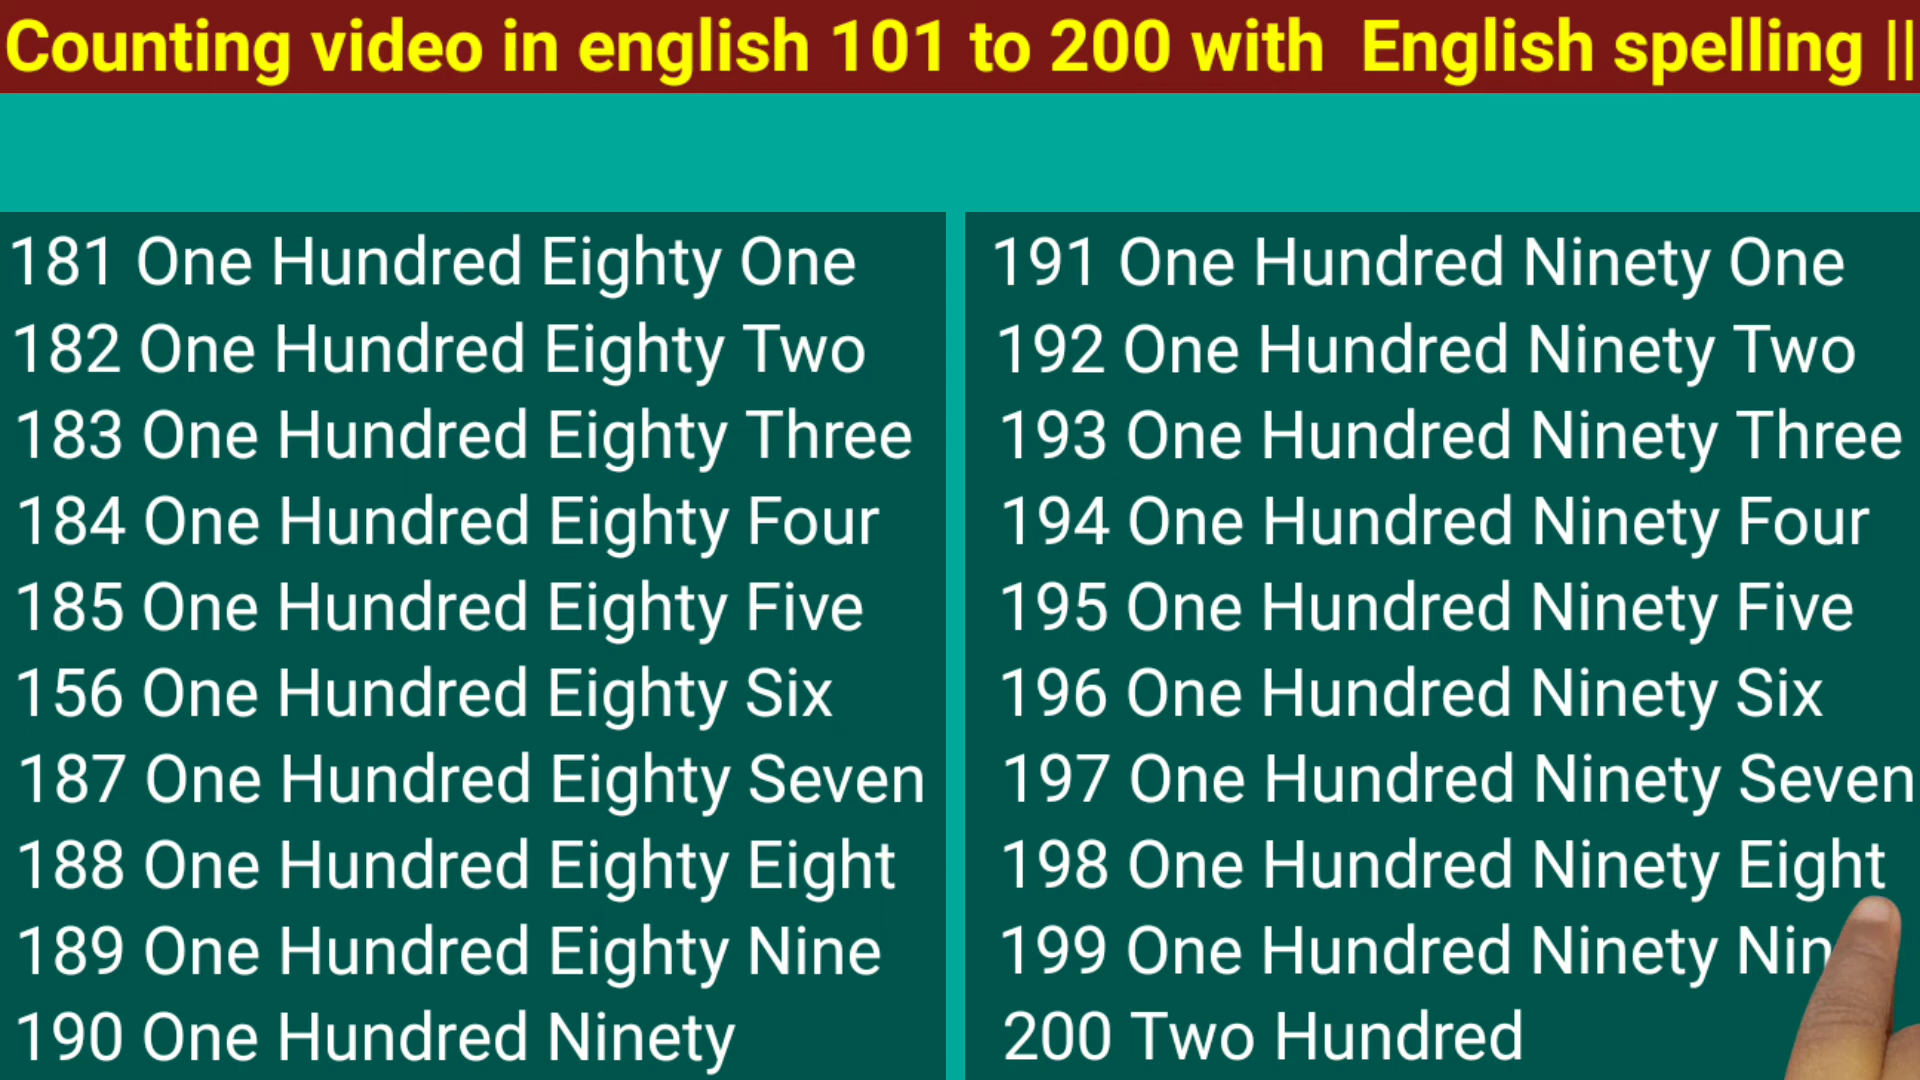 Counting video in english 101 to 200 with English spelling ||
181 One Hundred Eighty One
182 One Hundred Eighty Two
183 One Hundred Eighty Three
184 One Hundred Eighty Four
185 One Hundred Eighty Five
156 One Hundred Eighty Six
187 One Hundred Eighty Seven
188 One Hundred Eighty Eight
189 One Hundred Eighty Nine
190 One Hundred Ninety
191 One Hundred Ninety One
192 One Hundred Ninety Two
193 One Hundred Ninety Three
194 One Hundred Ninety Four
195 One Hundred Ninety Five
196 One Hundred Ninety Six
197 One Hundred Ninety Seven
198 One Hundred Ninety Eight
199 One Hundred Ninety Nin
200 Two Hundred